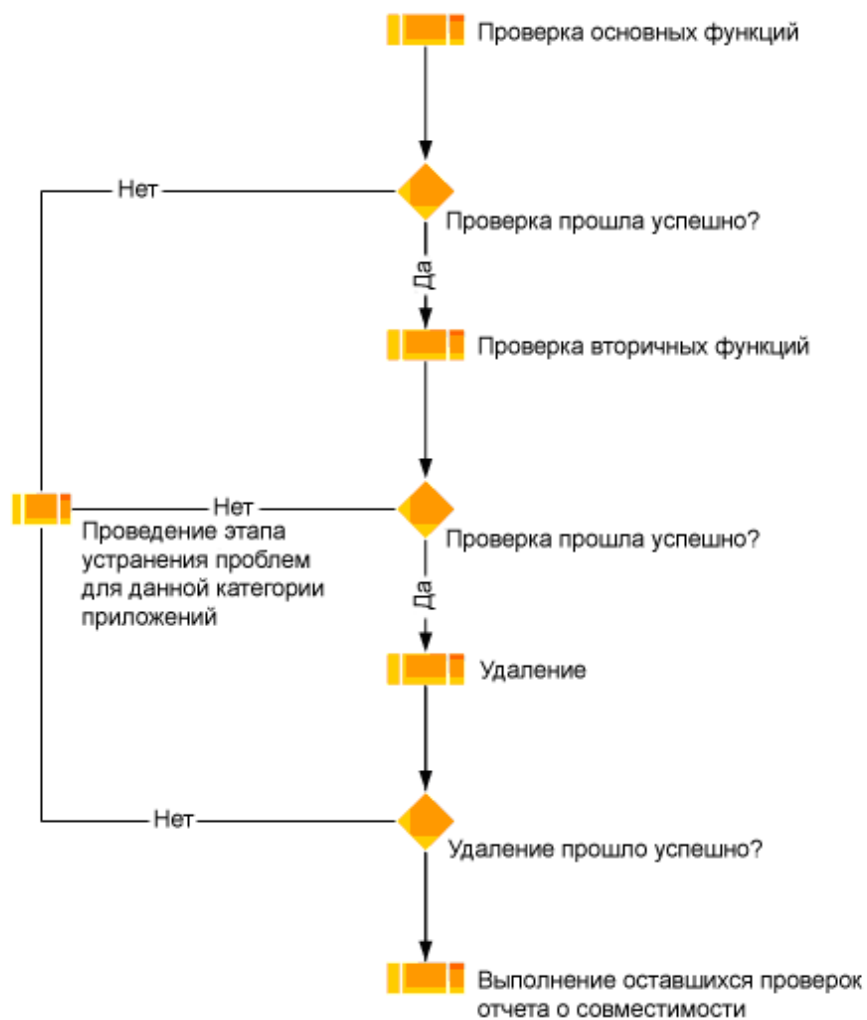 Проверка основных функций
Нет
Проверка прошла успешно?
Да
Проверка вторичных функций
Нет
Проведение этапа
устранения проблем
для данной категории
приложений
Проверка прошла успешно?
Да
Удаление
Нет
Удаление прошло успешно?
Выполнение оставшихся проверок
отчета о совместимости